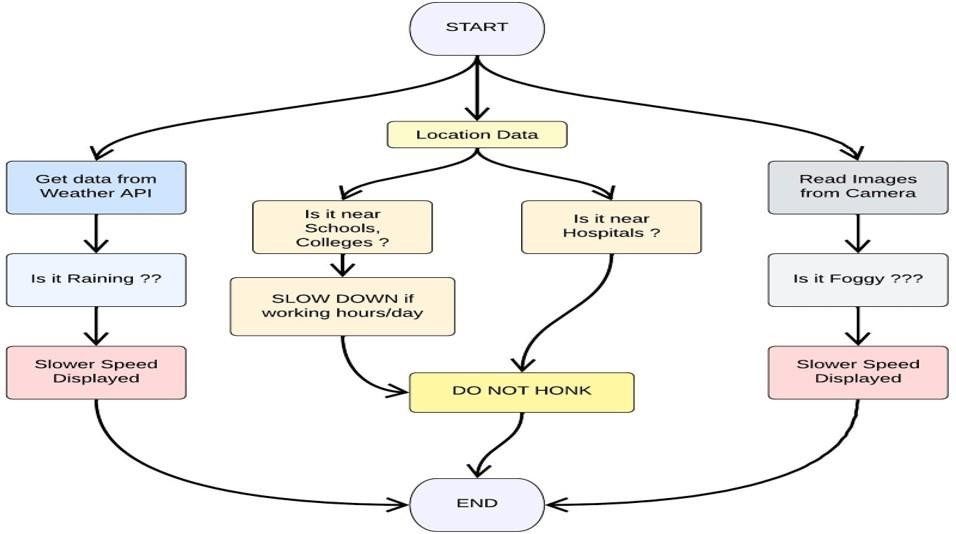 START
Location Data
Get data from
Weather API
Read Images
from Camera
Is it near
Schools,
Colleges ?
Is it near
Hospitals ?
Is it Raining ??
Is it Foggy ???
SLOW DOWN if
working hours/day
Slower Speed
Displayed
DO NOT HONK
Slower Speed
Displayed
END